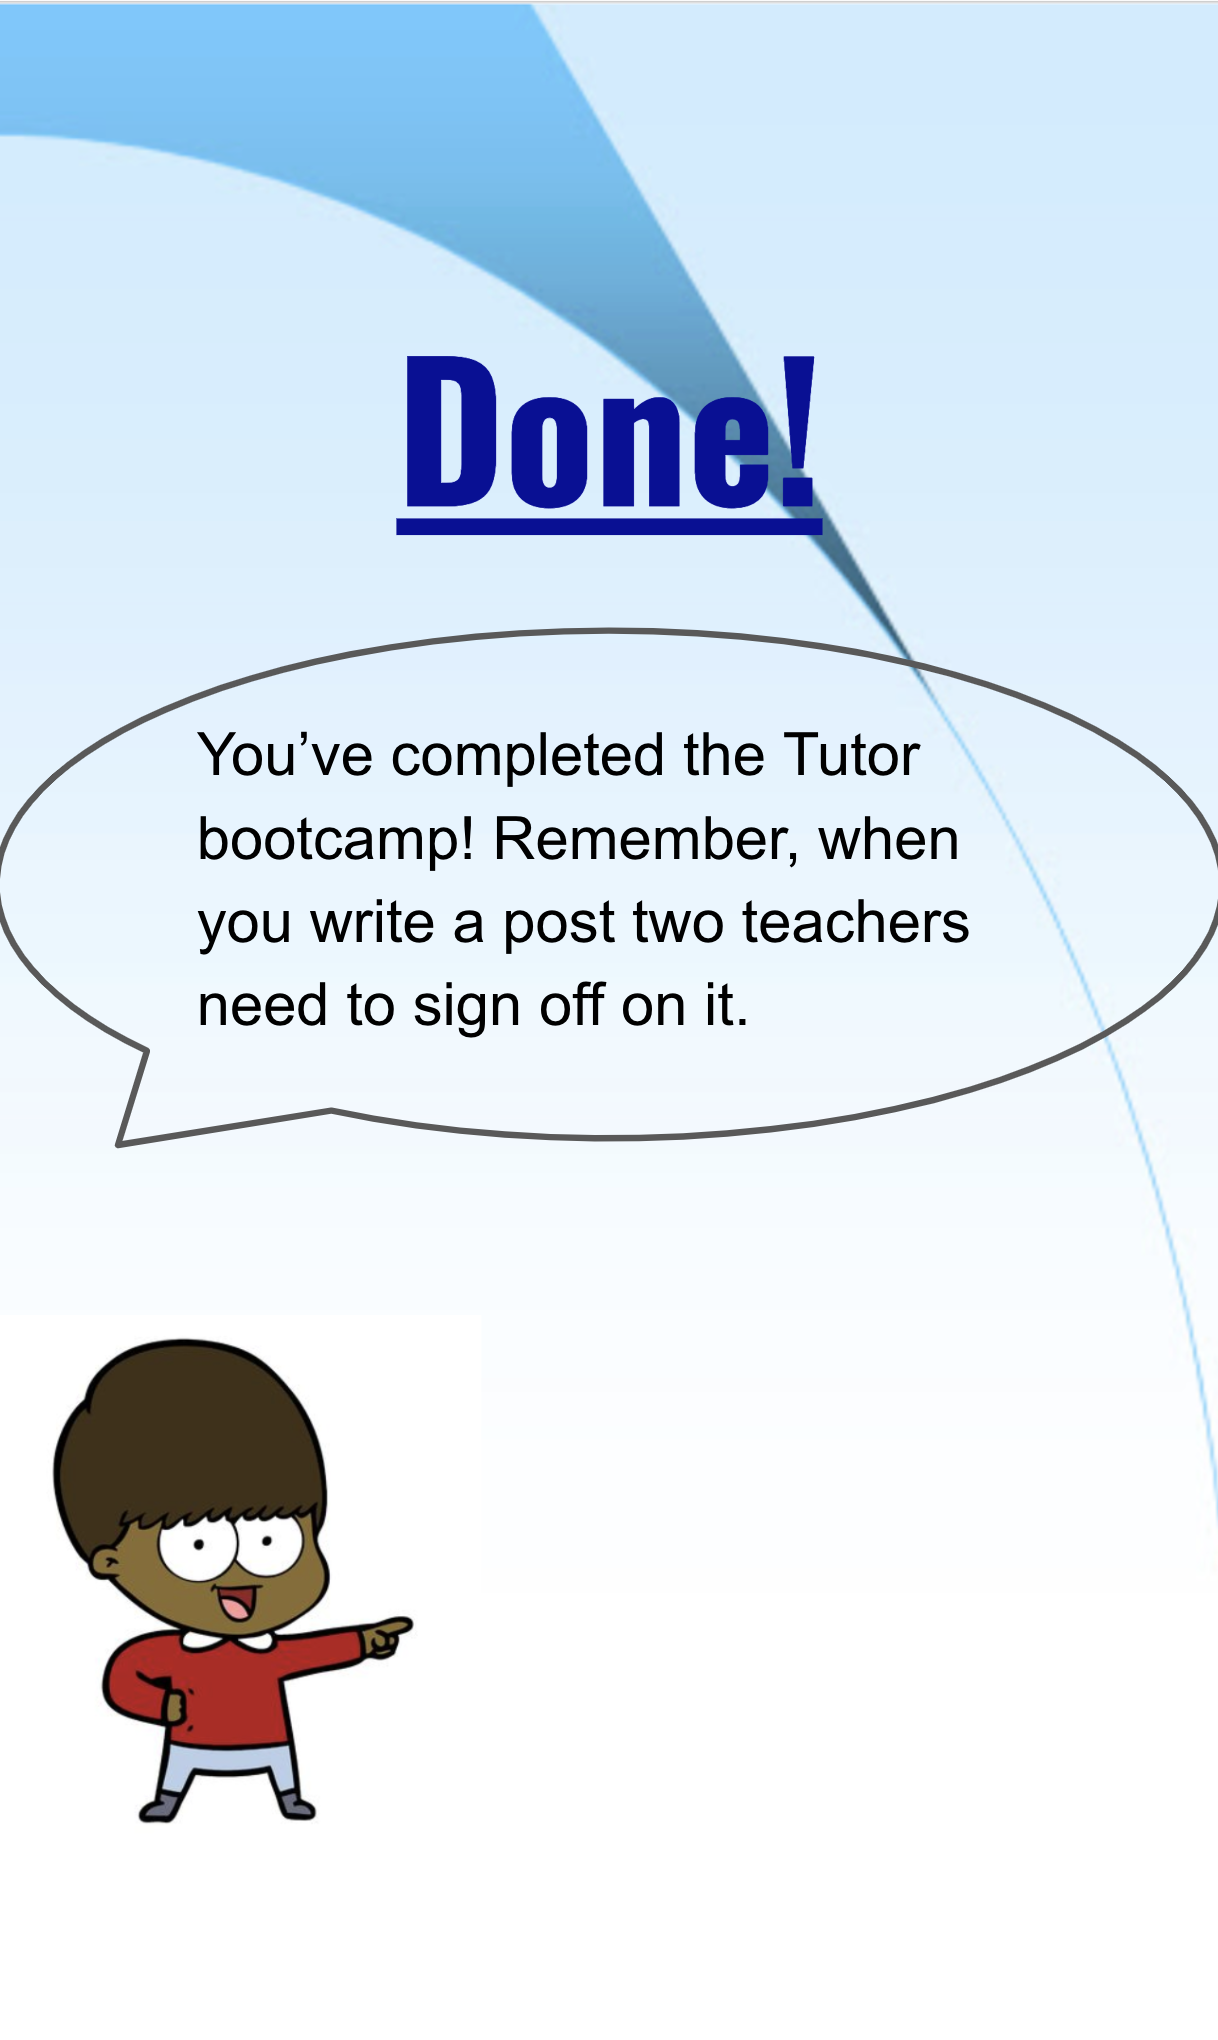 Done!
You’ve completed the Tutor
bootcamp! Remember, when
you write a post two teachers
need to sign off on it.